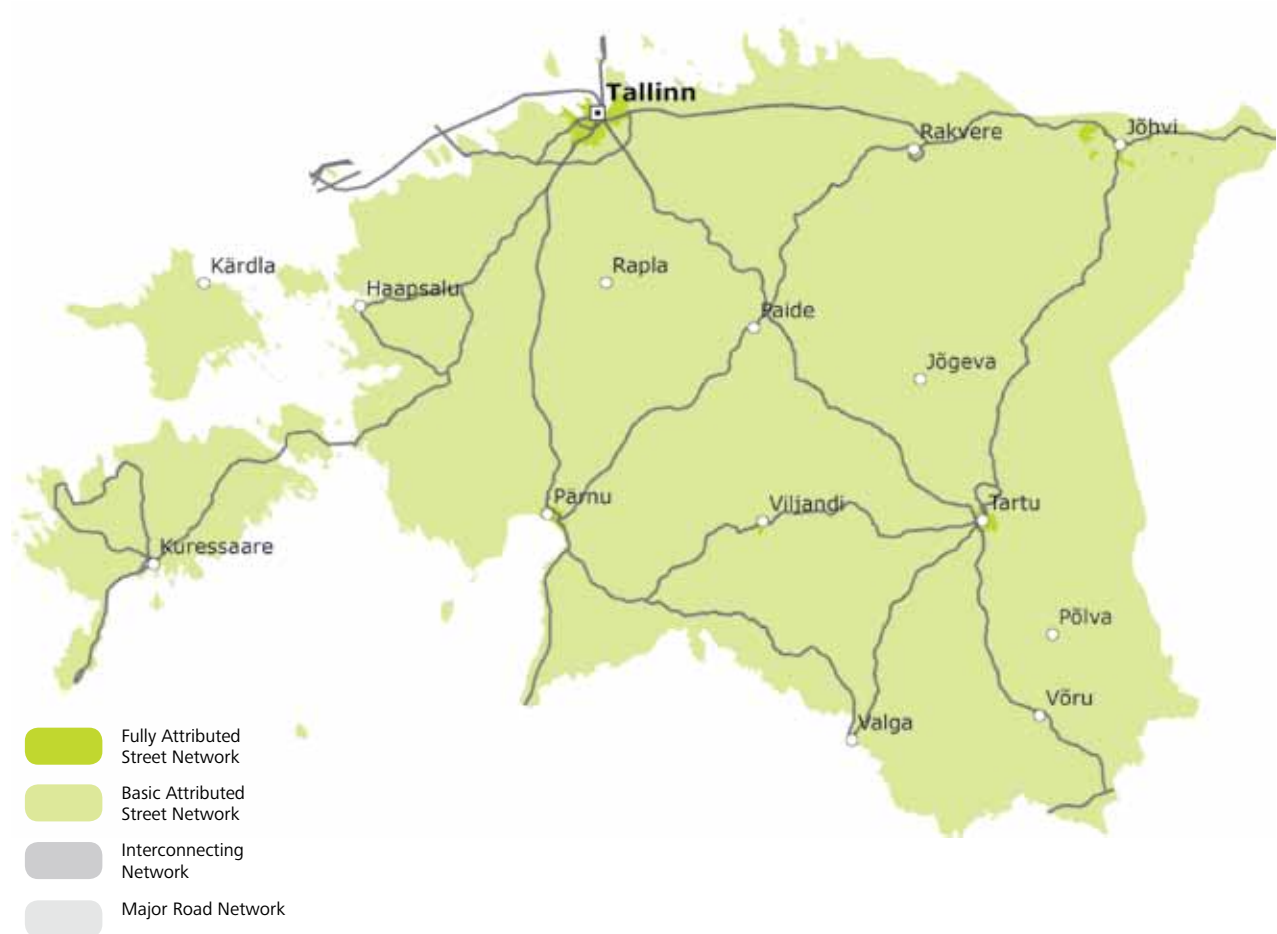 Tallinn
Rakvere
Jõhvi
Kärdla
Rapla
Haapsalu
Paide
Jõgeva
Pärnu
Viljandi
Tartu
Kuressaare
Põlva
Võru
Valga
Fully Attributed
Street Network
Basic Attributed
Street Network
Interconnecting
Network
Major Road Network